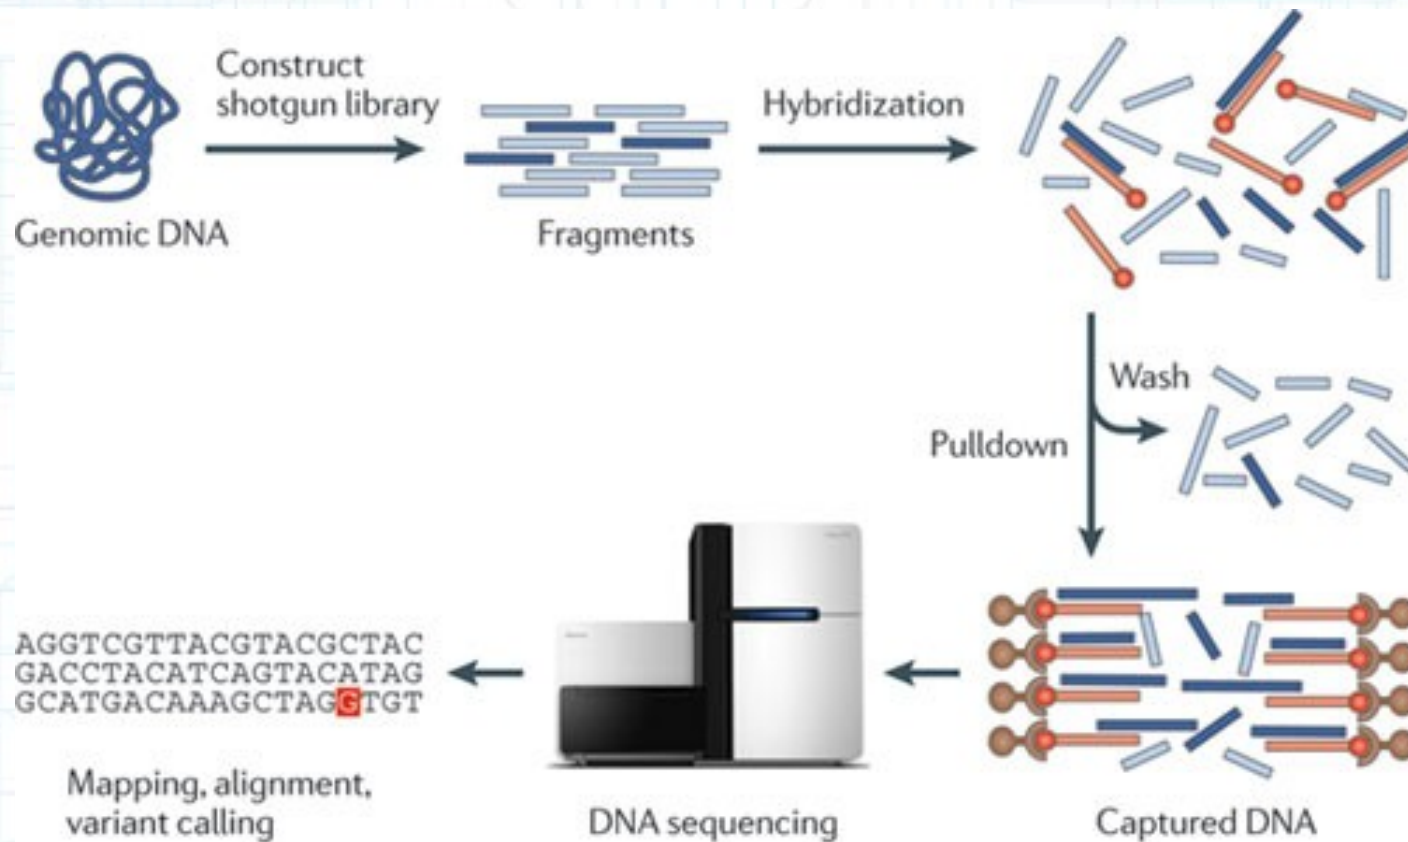 Construct
shotgun library
Hybridization
Genomic DNA
Fragments
Wash
Pulldown
AGGTCGTTACGTACGCTAC
GACCTACATCAGTACATAG
GCATGACAAAGCTAGGTGT
Mapping, alignment,
variant calling
DNA sequencing
Captured DNA